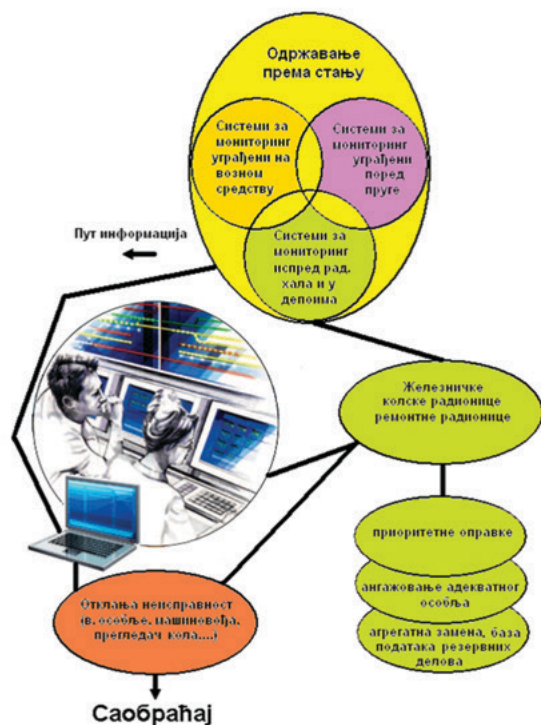 Одржавање
према стању
Системи за
мониторинг
уграђени на
возном
средству
Системи за
мониторинг
уграђени
поред
пруге
Системи за
мониторинг
испред рад.
хала и у
депоима
Пут информација
Железничке
колске радионице
ремонтне радионице
приоритетне оправке
ангажовање адекватног
особља
агрегатна замена, база
података резервних
делова
Отклања неисправност
(в. особље, машиновођа,
прегледач кола....)
Саобраћај